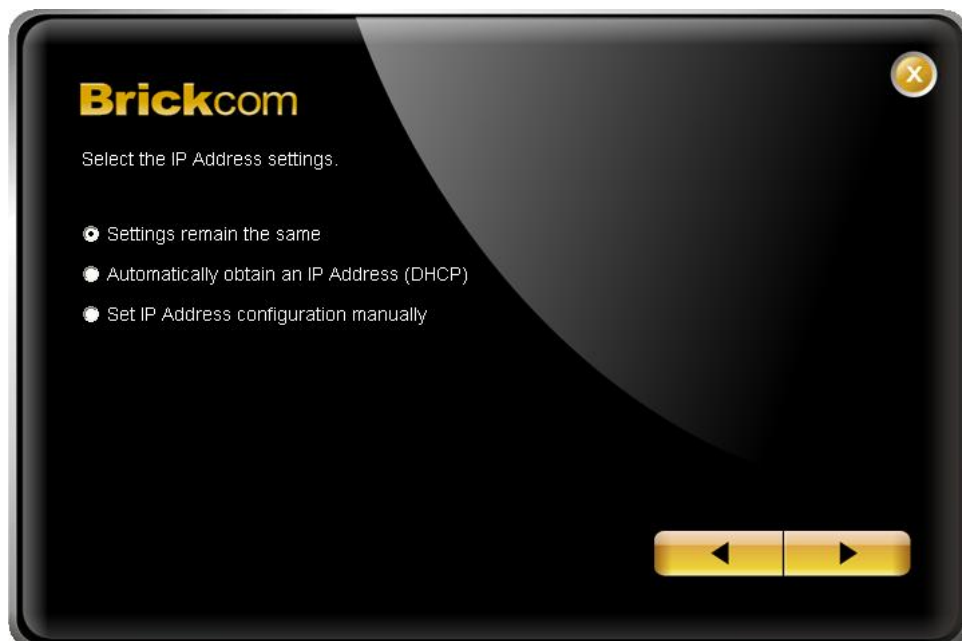 Brickcom
X
Select the IP Address settings.
Settings remain the same
Automatically obtain an IP Address (DHCP)
Set IP Address configuration manually